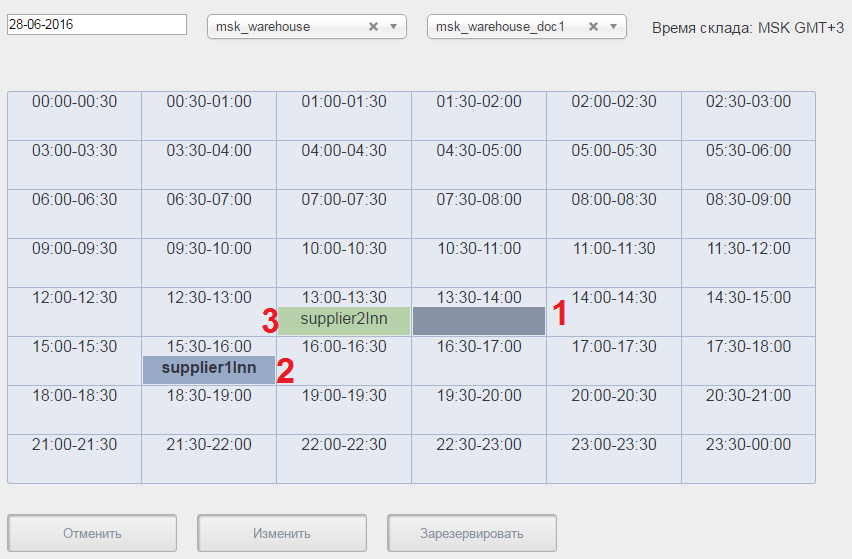 28-06-2016 msk_warehouse msk_warehouse_doc1 Время склада: MSK GMT+3
00:00-00:30 00:30-01:00 01:00-01:30 01:30-02:00 02:00-02:30 02:30-03:00
03:00-03:30 03:30-04:00 04:00-04:30 04:30-05:00 05:00-05:30 05:30-06:00
06:00-06:30 06:30-07:00 07:00-07:30 07:30-08:00 08:00-08:30 08:30-09:00
09:00-09:30 09:30-10:00 10:00-10:30 10:30-11:00 11:00-11:30 11:30-12:00
12:00-12:30 12:30-13:00 13:00-13:30 13:30-14:00 14:00-14:30 14:30-15:00
3 supplier2Inn 1
15:00-15:30 15:30-16:00 16:00-16:30 16:30-17:00 17:00-17:30 17:30-18:00
supplier1Inn 2
18:00-18:30 18:30-19:00 19:00-19:30 19:30-20:00 20:00-20:30 20:30-21:00
21:00-21:30 21:30-22:00 22:00-22:30 22:30-23:00 23:00-23:30 23:30-00:00
Отменить Изменить Зарезервировать